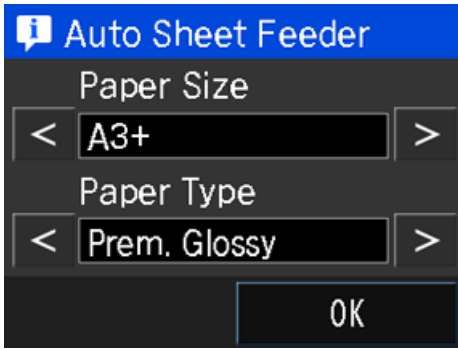 Auto Sheet Feeder
Paper Size
< A3+ >
Paper Type
< Prem. Glossy >
OK